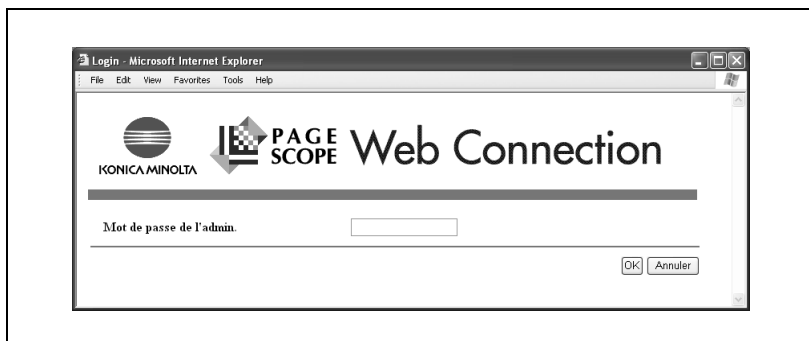 Login - Microsoft Internet Explorer
File Edit View Favorites Tools Help
KONICA MINOLTA
PAGE SCOPE Web Connection
Mot de passe de l'admin.
OK Annuler